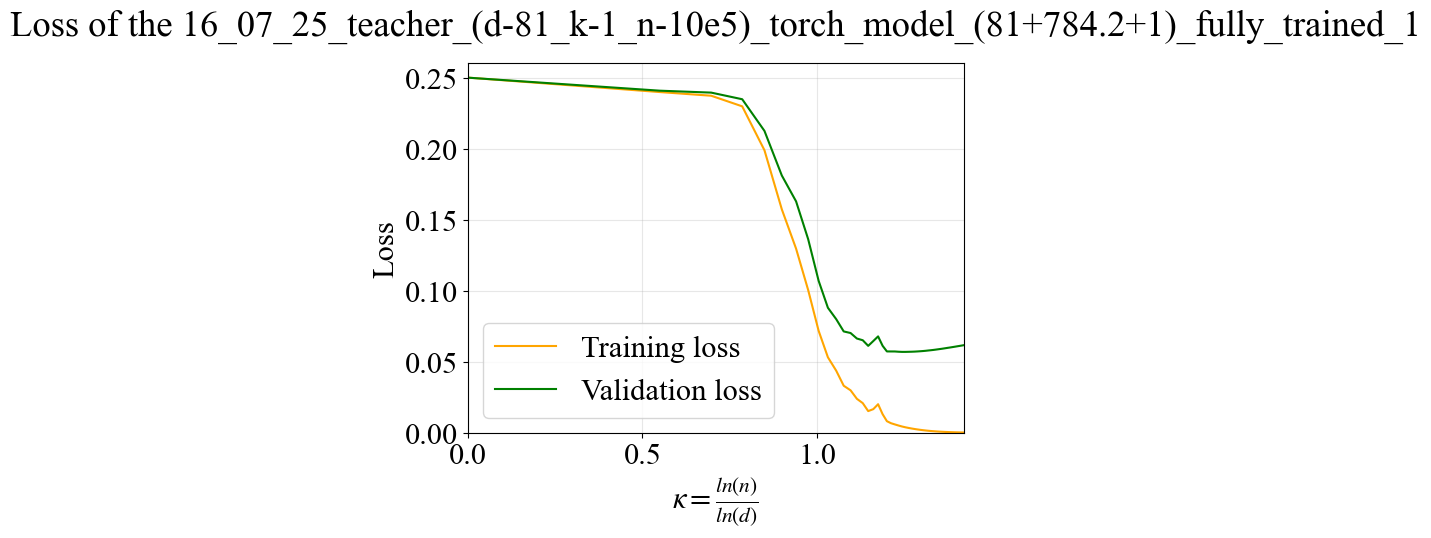 Loss of the 16_07_25_teacher_(d-81_k-1_n-10e5)_torch_model_(81+784.2+1)_fully_trained_1
0.25
0.20
0.15
0.10
0.05
0.00
Loss
Training loss
Validation loss
0.0 0.5 1.0
κ = ln(n)/ln(d)